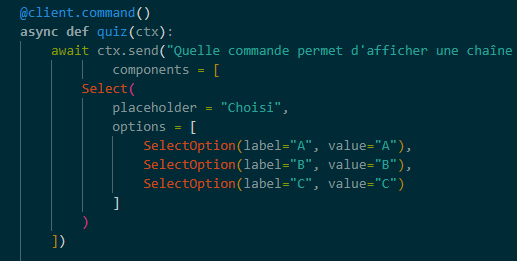 @client.command()
async def quiz(ctx):
    await ctx.send("Quelle commande permet d'afficher une chaîne
            components = [
        Select(
            placeholder = "Choisi",
            options = [
                SelectOption(label="A", value="A"),
                SelectOption(label="B", value="B"),
                SelectOption(label="C", value="C")
            ]
        )
    ])